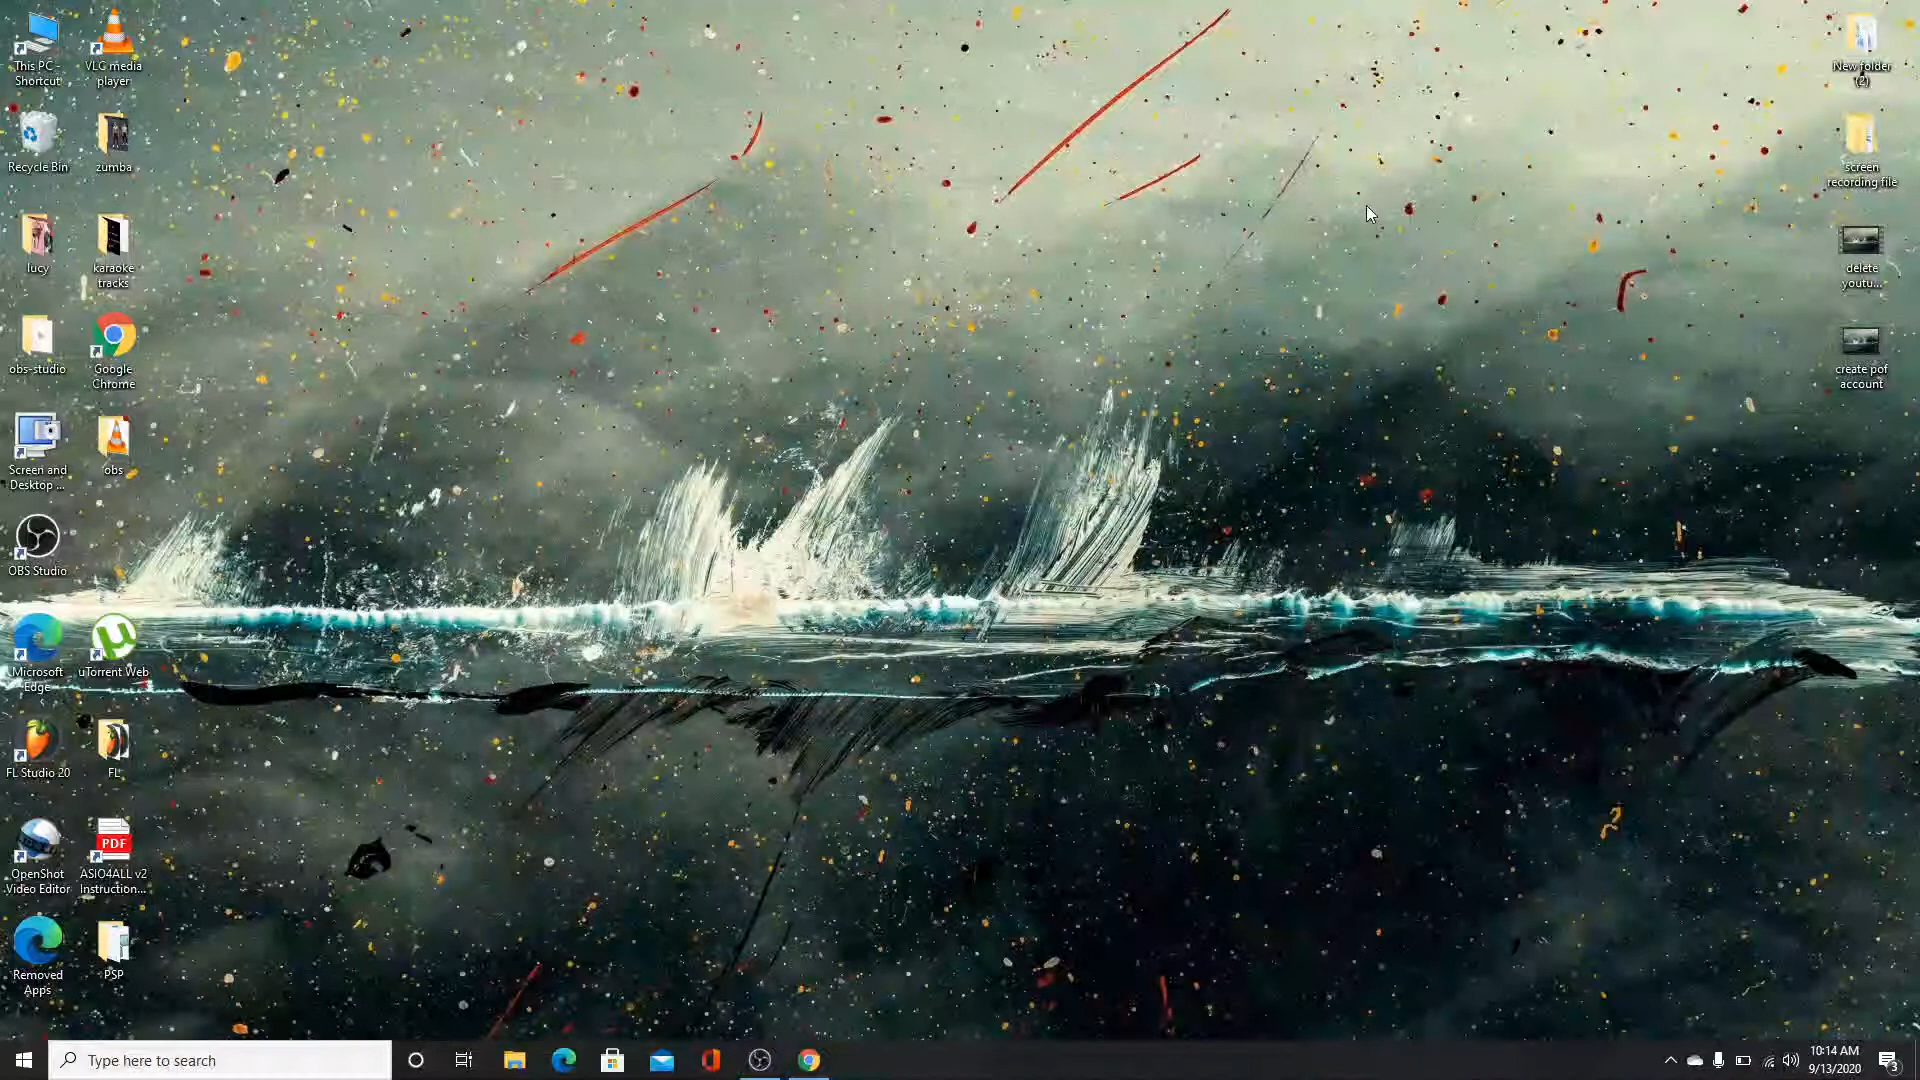 This PC -
Shortcut
VLC media
player
Recycle Bin
zumba
lucy
karaoke
tracks
obs-studio
Google
Chrome
Screen and
Desktop ...
obs
OBS Studio
Microsoft
Edge
uTorrent Web
FL Studio 20
FL
OpenShot
Video Editor
PDF
ASIO4ALL v2
Instruction...
Removed
Apps
PSP
New folder
(2)
screen
recording file
delete
youtu...
create pof
account
Type here to search
10:14 AM
9/13/2020
3